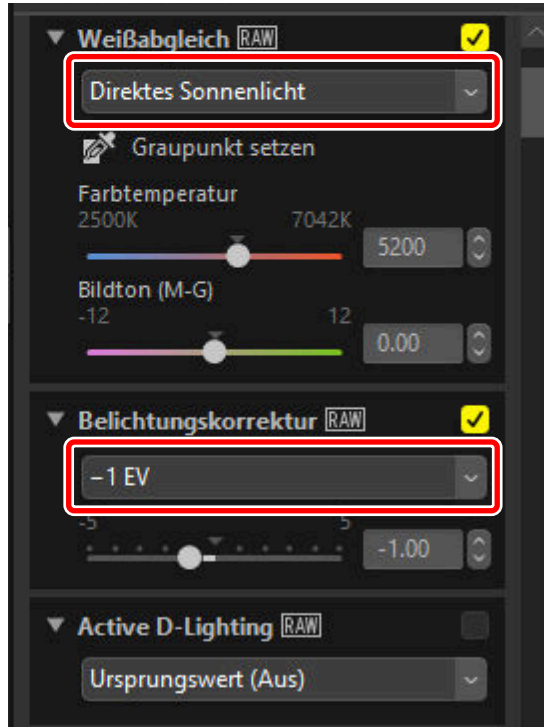 Weißabgleich RAW
Direktes Sonnenlicht
Graupunkt setzen
Farbtemperatur
2500K 7042K
5200
Bildton (M-G)
-12 12
0.00
Belichtungskorrektur RAW
−1 EV
-5 5
-1.00
Active D-Lighting RAW
Ursprungswert (Aus)